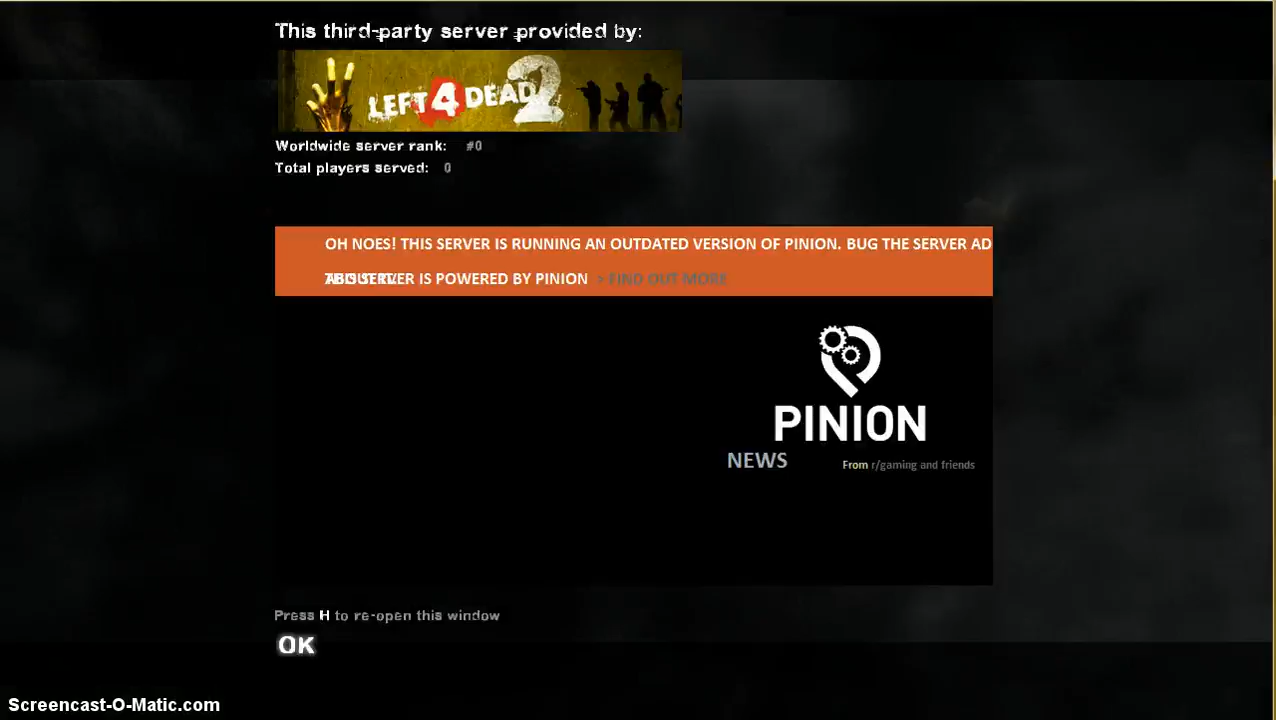 This third-party server provided by:
LEFT 4 DEAD 2
Worldwide server rank: #0
Total players served: 0
OH NOES! THIS SERVER IS RUNNING AN OUTDATED VERSION OF PINION. BUG THE SERVER AD
SERVER IS POWERED BY PINION > FIND OUT MORE
PINION
NEWS From r/gaming and friends
Press H to re-open this window
OK
Screencast-O-Matic.com